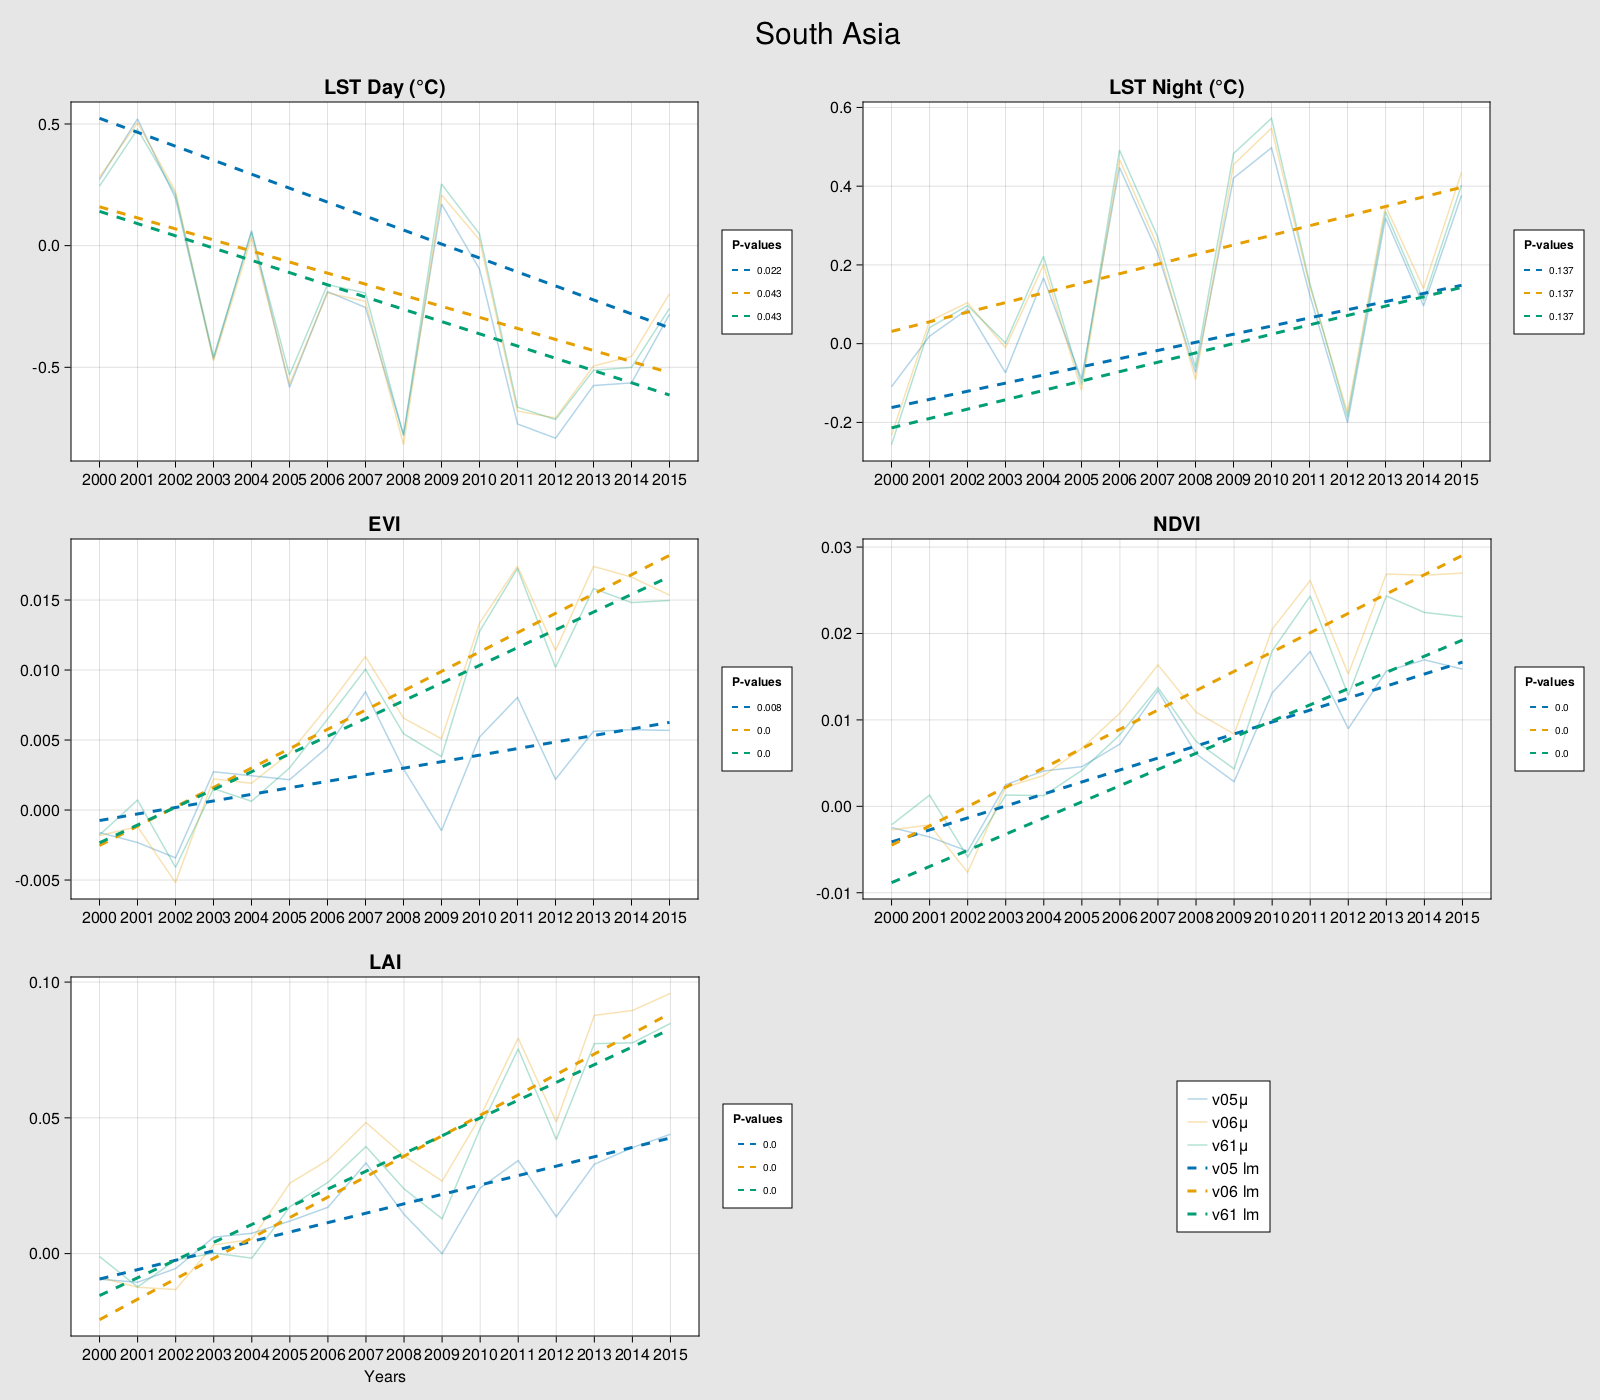 South Asia
LST Day (°C)
0.5
0.0
-0.5
2000 2001 2002 2003 2004 2005 2006 2007 2008 2009 2010 2011 2012 2013 2014 2015
P-values
0.022
0.043
0.043
LST Night (°C)
0.6
0.4
0.2
0.0
-0.2
2000 2001 2002 2003 2004 2005 2006 2007 2008 2009 2010 2011 2012 2013 2014 2015
P-values
0.137
0.137
0.137
EVI
0.015
0.010
0.005
0.000
-0.005
2000 2001 2002 2003 2004 2005 2006 2007 2008 2009 2010 2011 2012 2013 2014 2015
P-values
0.008
0.0
0.0
NDVI
0.03
0.02
0.01
0.00
-0.01
2000 2001 2002 2003 2004 2005 2006 2007 2008 2009 2010 2011 2012 2013 2014 2015
P-values
0.0
0.0
0.0
LAI
0.10
0.05
0.00
2000 2001 2002 2003 2004 2005 2006 2007 2008 2009 2010 2011 2012 2013 2014 2015
Years
P-values
0.0
0.0
0.0
v05μ
v06μ
v61μ
v05 lm
v06 lm
v61 lm